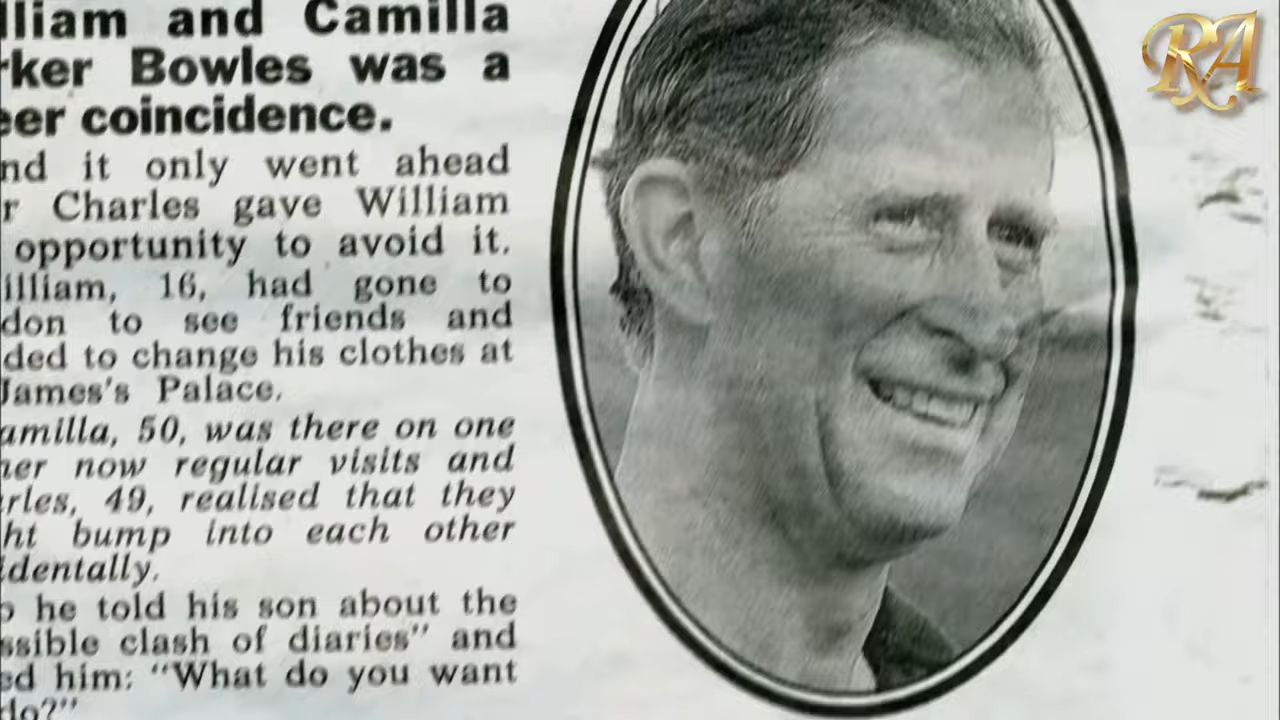 lliam and Camilla
rker Bowles was a
eer coincidence.
nd it only went ahead
r Charles gave William
opportunity to avoid it.
illiam, 16, had gone to
don to see friends and
ded to change his clothes at
James's Palace.
amilla, 50, was there on one
her now regular visits and
rles, 49, realised that they
ht bump into each other
identally.
o he told his son about the
ssible clash of diaries" and
ed him: "What do you want
do?"
RA